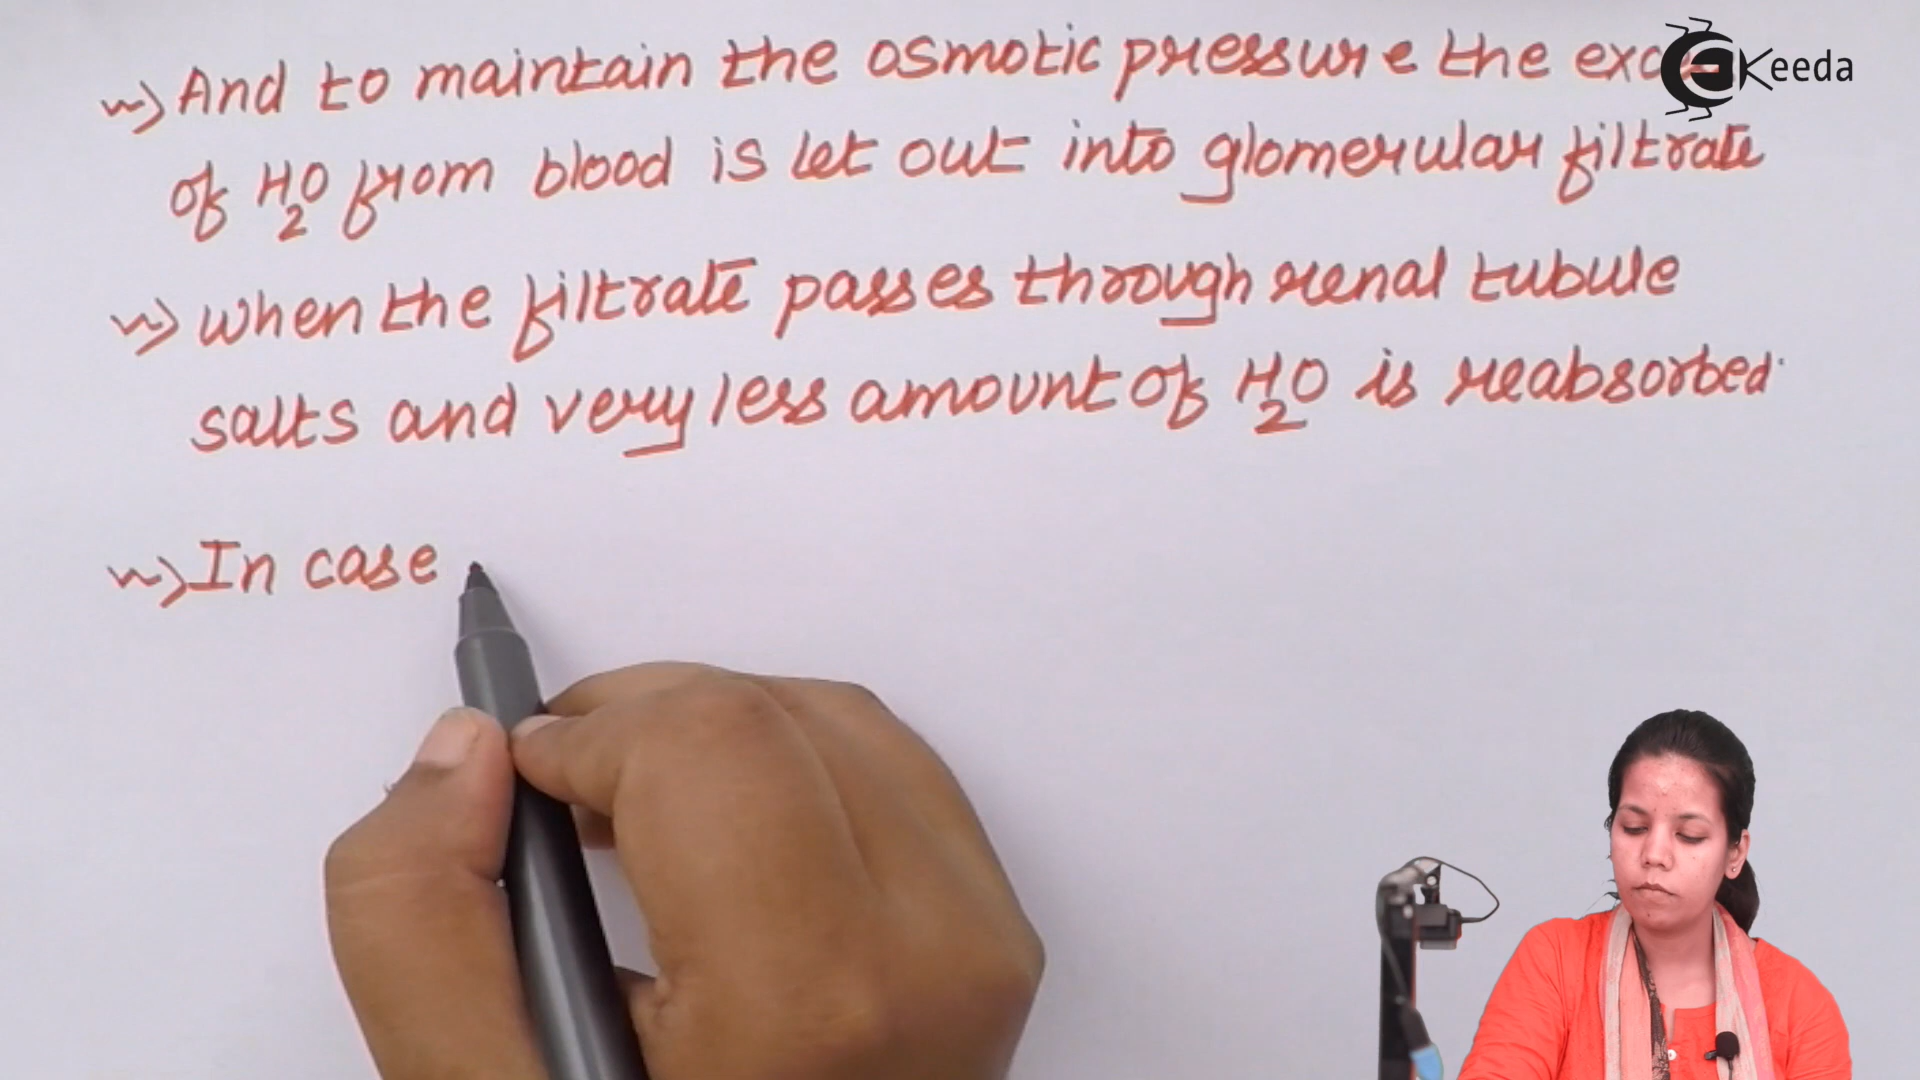 And to maintain the osmotic pressure the
Keeda
of H2O from blood is let out into glomerular filtrate
when the filtrate passes through renal tubule
salts and very less amount of H2O is reabsorbed.
In case